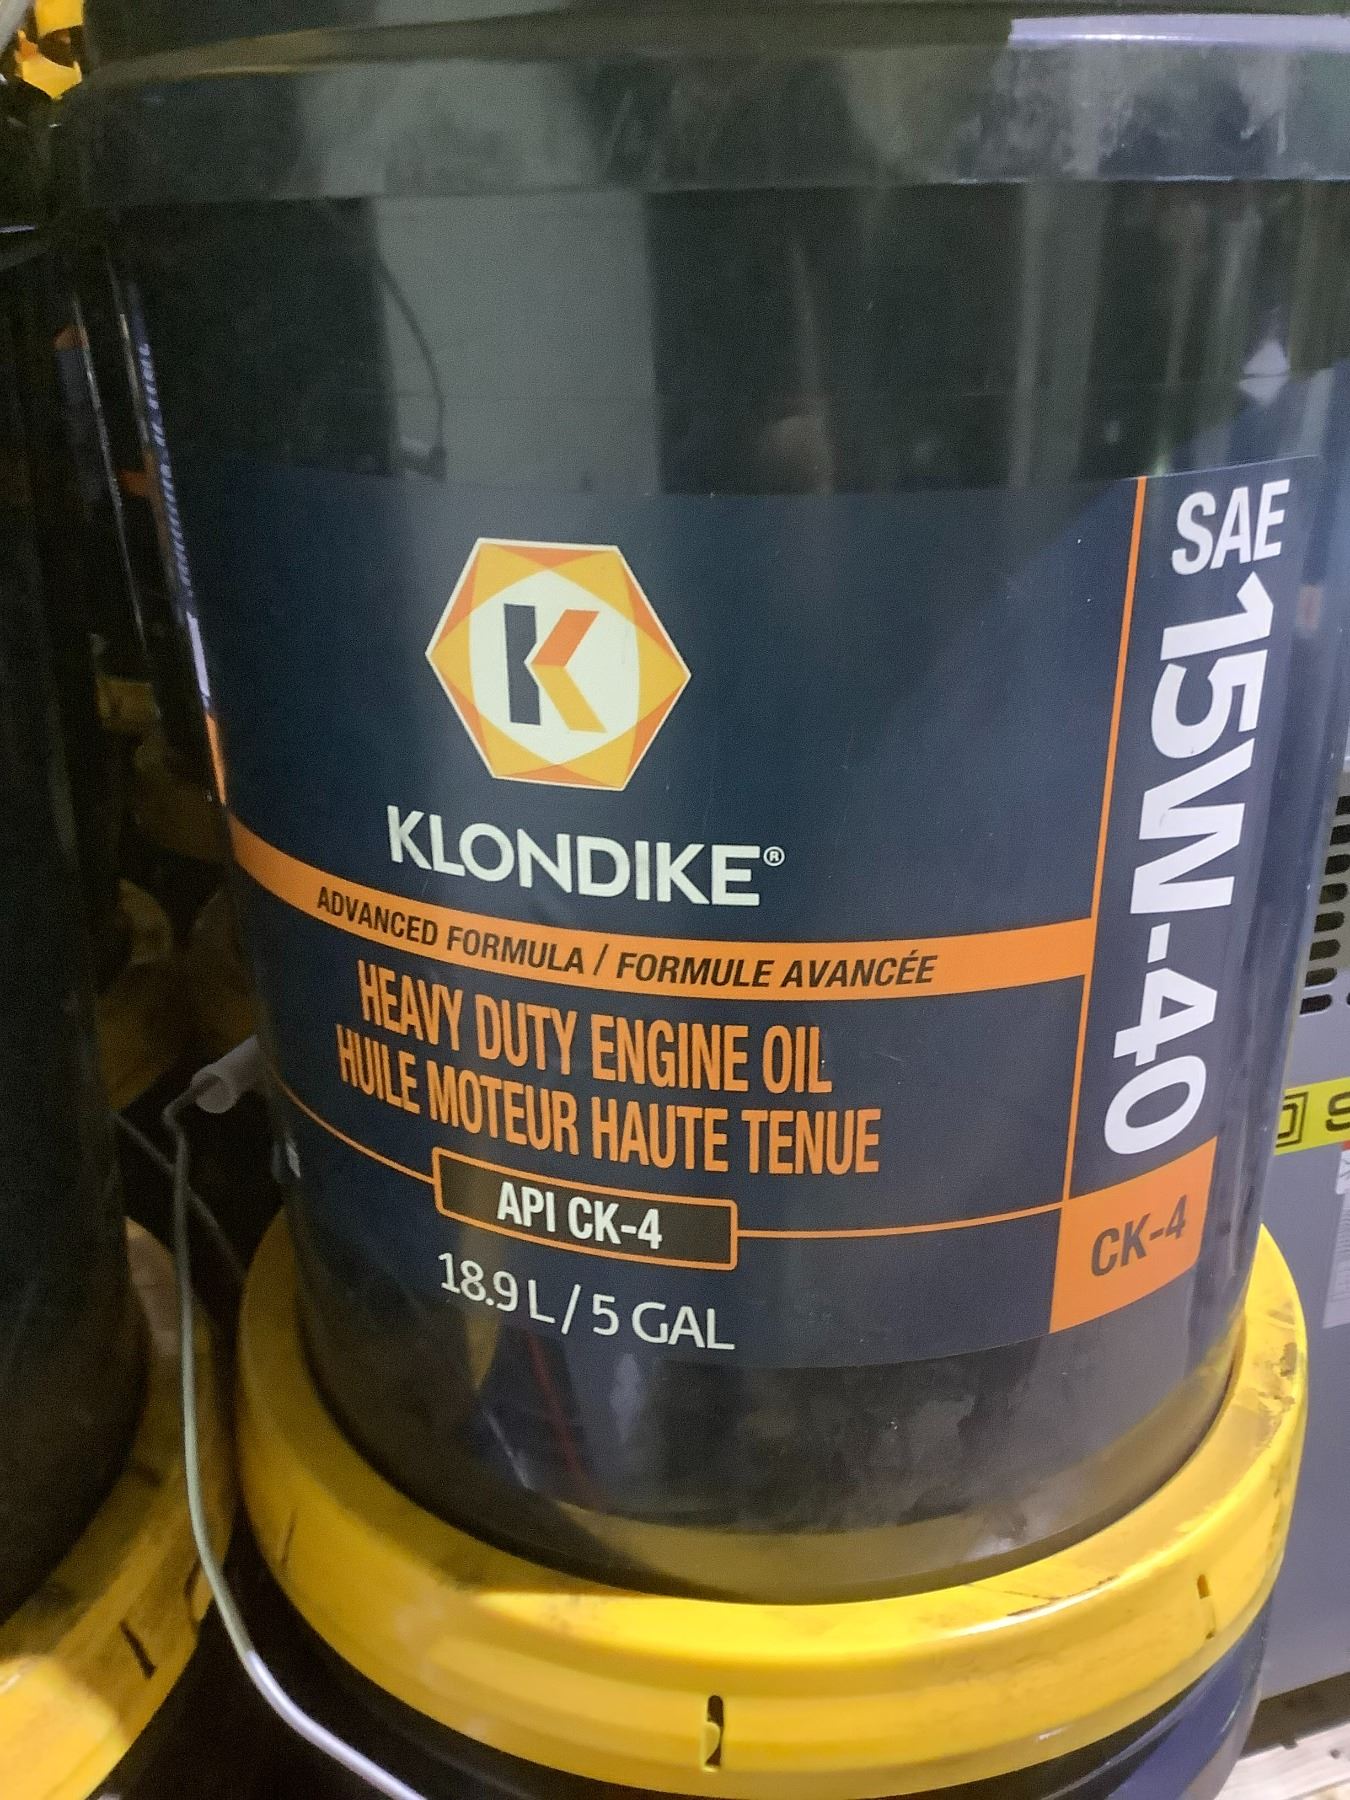 K
KLONDIKE®
ADVANCED FORMULA / FORMULE AVANCÉE
HEAVY DUTY ENGINE OIL
HUILE MOTEUR HAUTE TENUE
API CK-4
18.9 L / 5 GAL
SAE 15W-40
CK-4